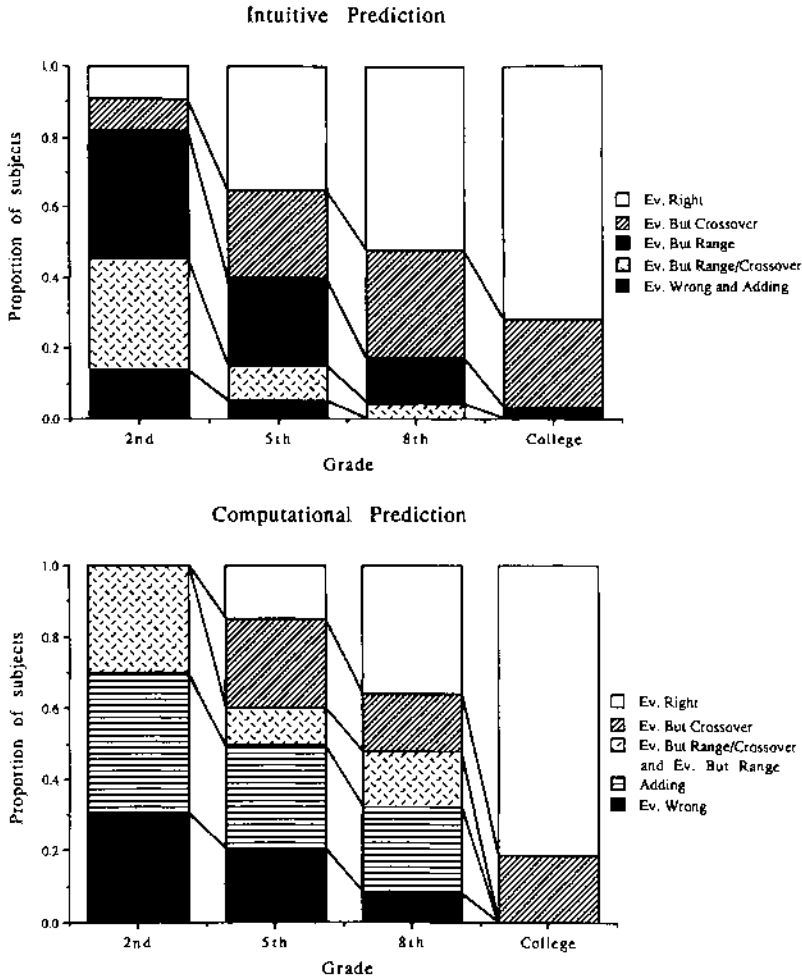 Intuitive Prediction
1.0
0.8
0.6
0.4
0.2
0.0
Proportion of subjects
2nd 5th 8th College
Grade
Ev. Right
Ev. But Crossover
Ev. But Range
Ev. But Range/Crossover
Ev. Wrong and Adding
Computational Prediction
1.0
0.8
0.6
0.4
0.2
0.0
Proportion of subjects
2nd 5th 8th College
Grade
Ev. Right
Ev. But Crossover
Ev. But Range/Crossover
and Ev. But Range
Adding
Ev. Wrong